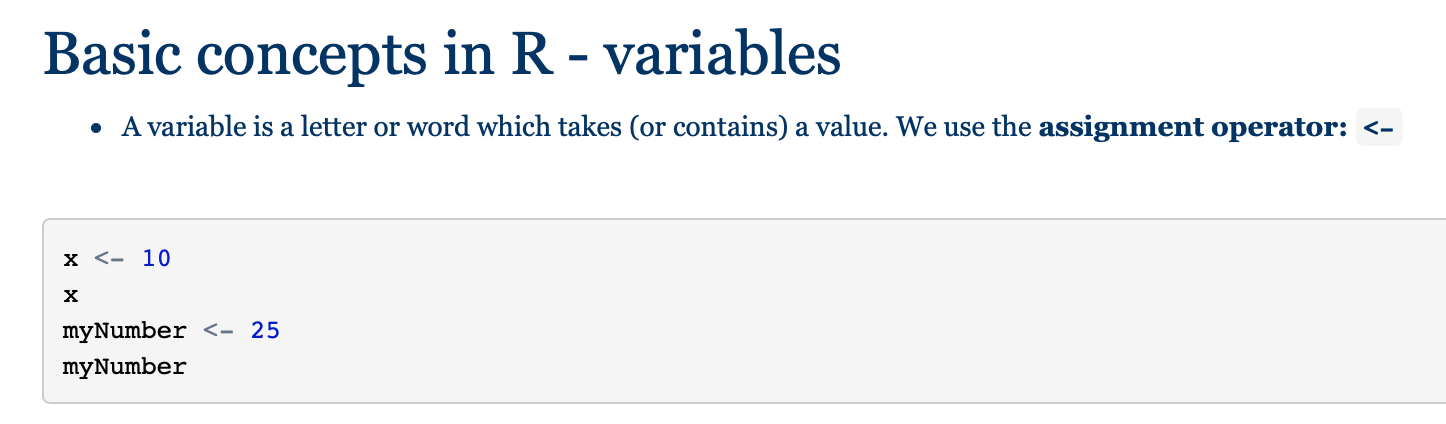 Basic concepts in R - variables
• A variable is a letter or word which takes (or contains) a value. We use the assignment operator: <-
x <- 10
x
myNumber <- 25
myNumber